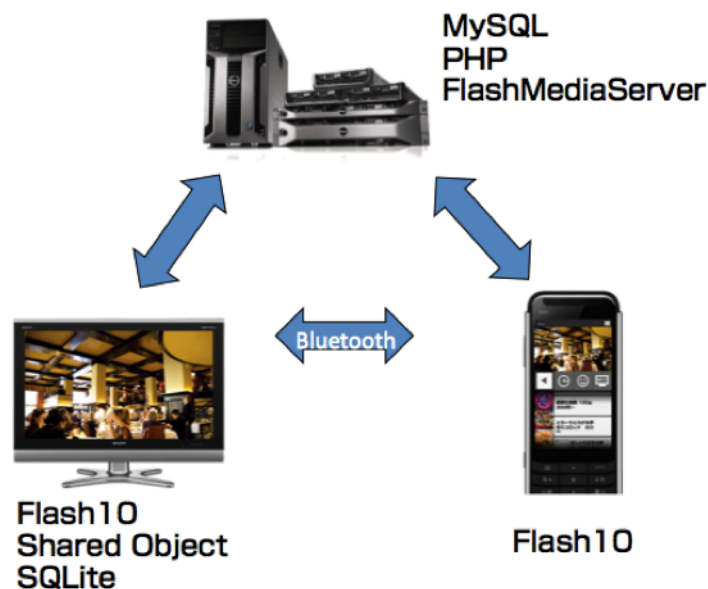 MySQL
PHP
FlashMediaServer
Bluetooth
Flash10
Shared Object
SQLite
Flash10